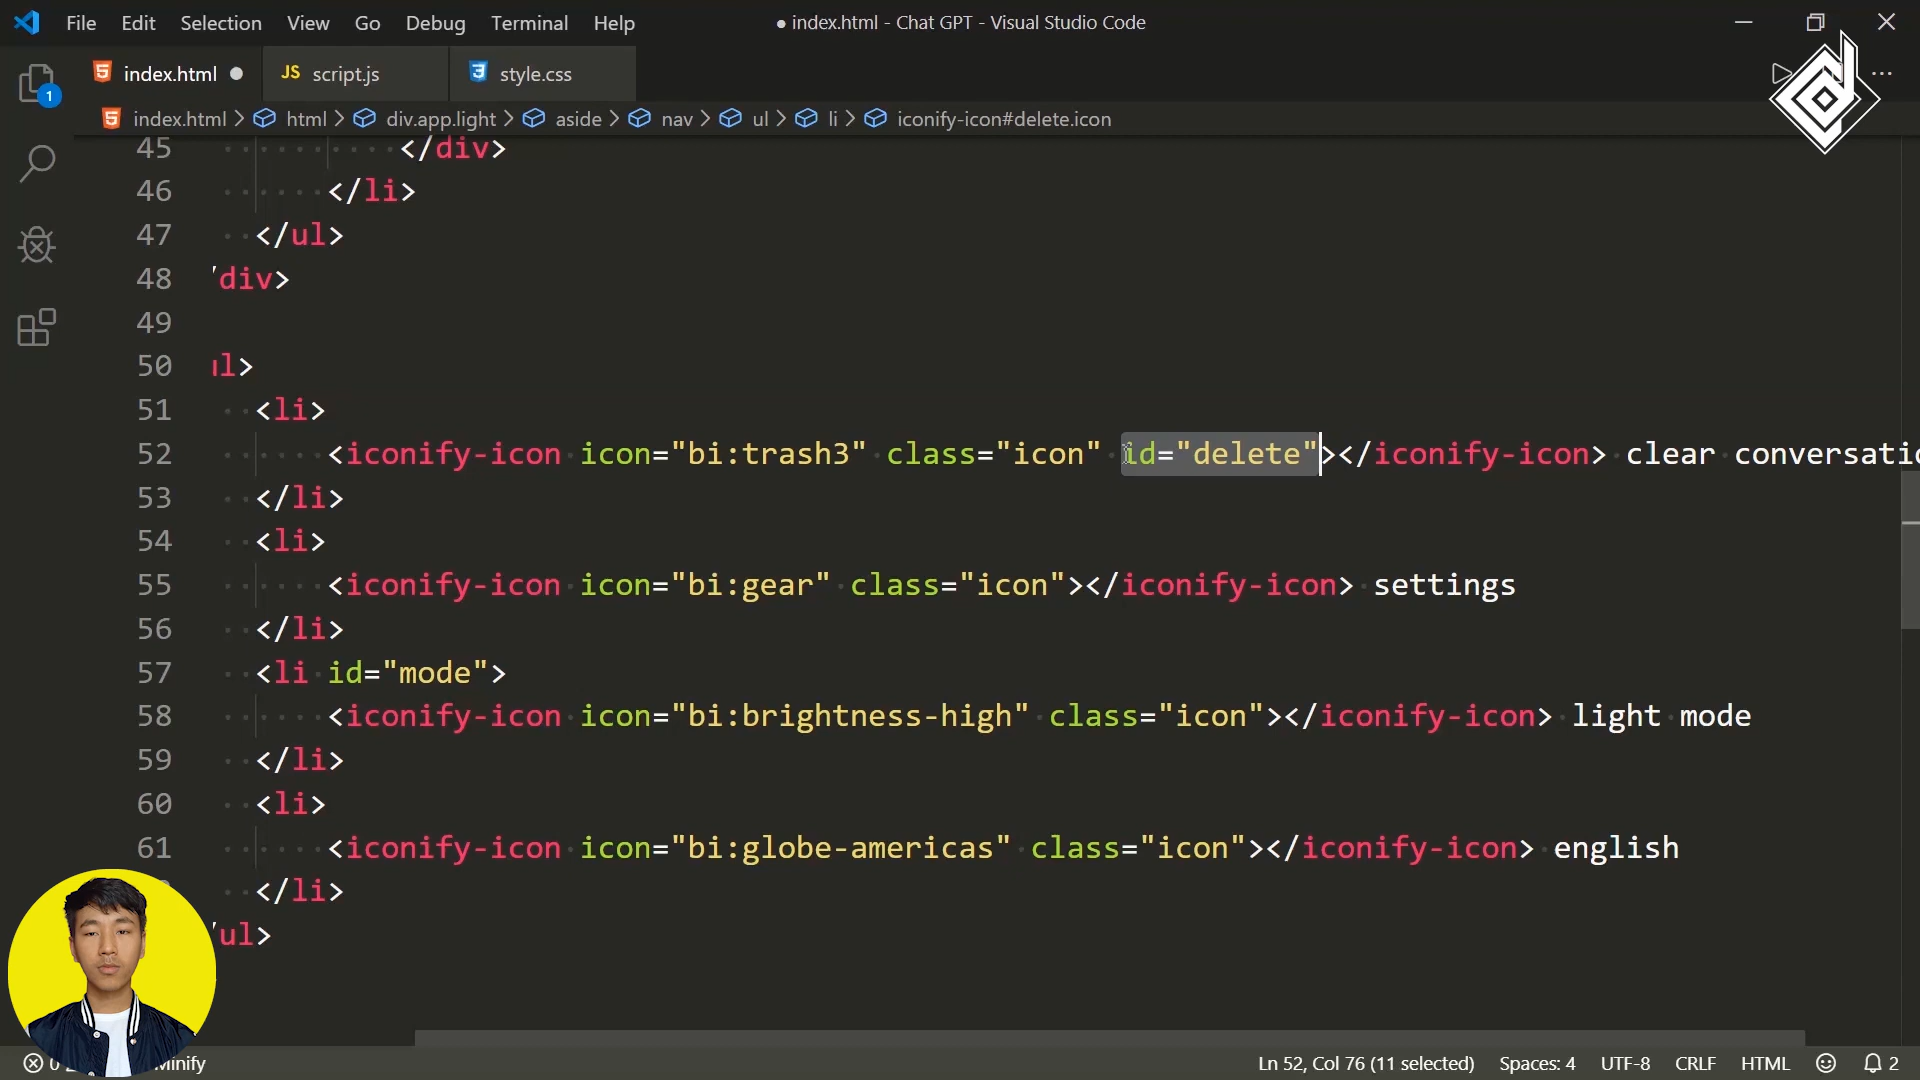 File Edit Selection View Go Debug Terminal Help ● index.html - Chat GPT - Visual Studio Code
index.html ● JS script.js style.css
index.html > html > div.app.light > aside > nav > ul > li > iconify-icon#delete.icon
1
45 </div>
46 </li>
47 </ul>
48 /div>
49
50 ul>
51 <li>
52 <iconify-icon icon="bi:trash3" class="icon" id="delete"></iconify-icon> clear conversatio
53 </li>
54 <li>
55 <iconify-icon icon="bi:gear" class="icon"></iconify-icon> settings
56 </li>
57 <li id="mode">
58 <iconify-icon icon="bi:brightness-high" class="icon"></iconify-icon> light mode
59 </li>
60 <li>
61 <iconify-icon icon="bi:globe-americas" class="icon"></iconify-icon> english
</li>
/ul>
0 Minify Ln 52, Col 76 (11 selected) Spaces: 4 UTF-8 CRLF HTML 2